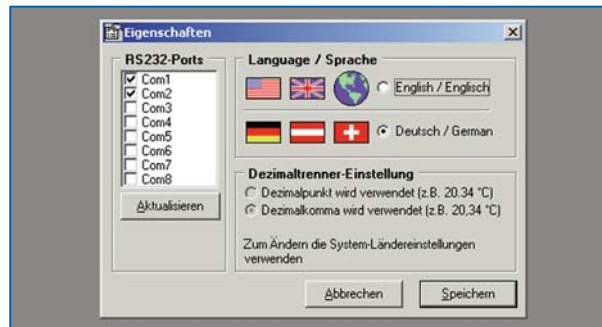 Eigenschaften
RS232-Ports
Com1
Com2
Com3
Com4
Com5
Com6
Com7
Com8
Aktualisieren
Language / Sprache
English / Englisch
Deutsch / German
Dezimaltrenner-Einstellung
Dezimalpunkt wird verwendet (z.B. 20.34 °C)
Dezimalkomma wird verwendet (z.B. 20,34 °C)
Zum Ändern die System-Ländereinstellungen
verwenden
Abbrechen
Speichern